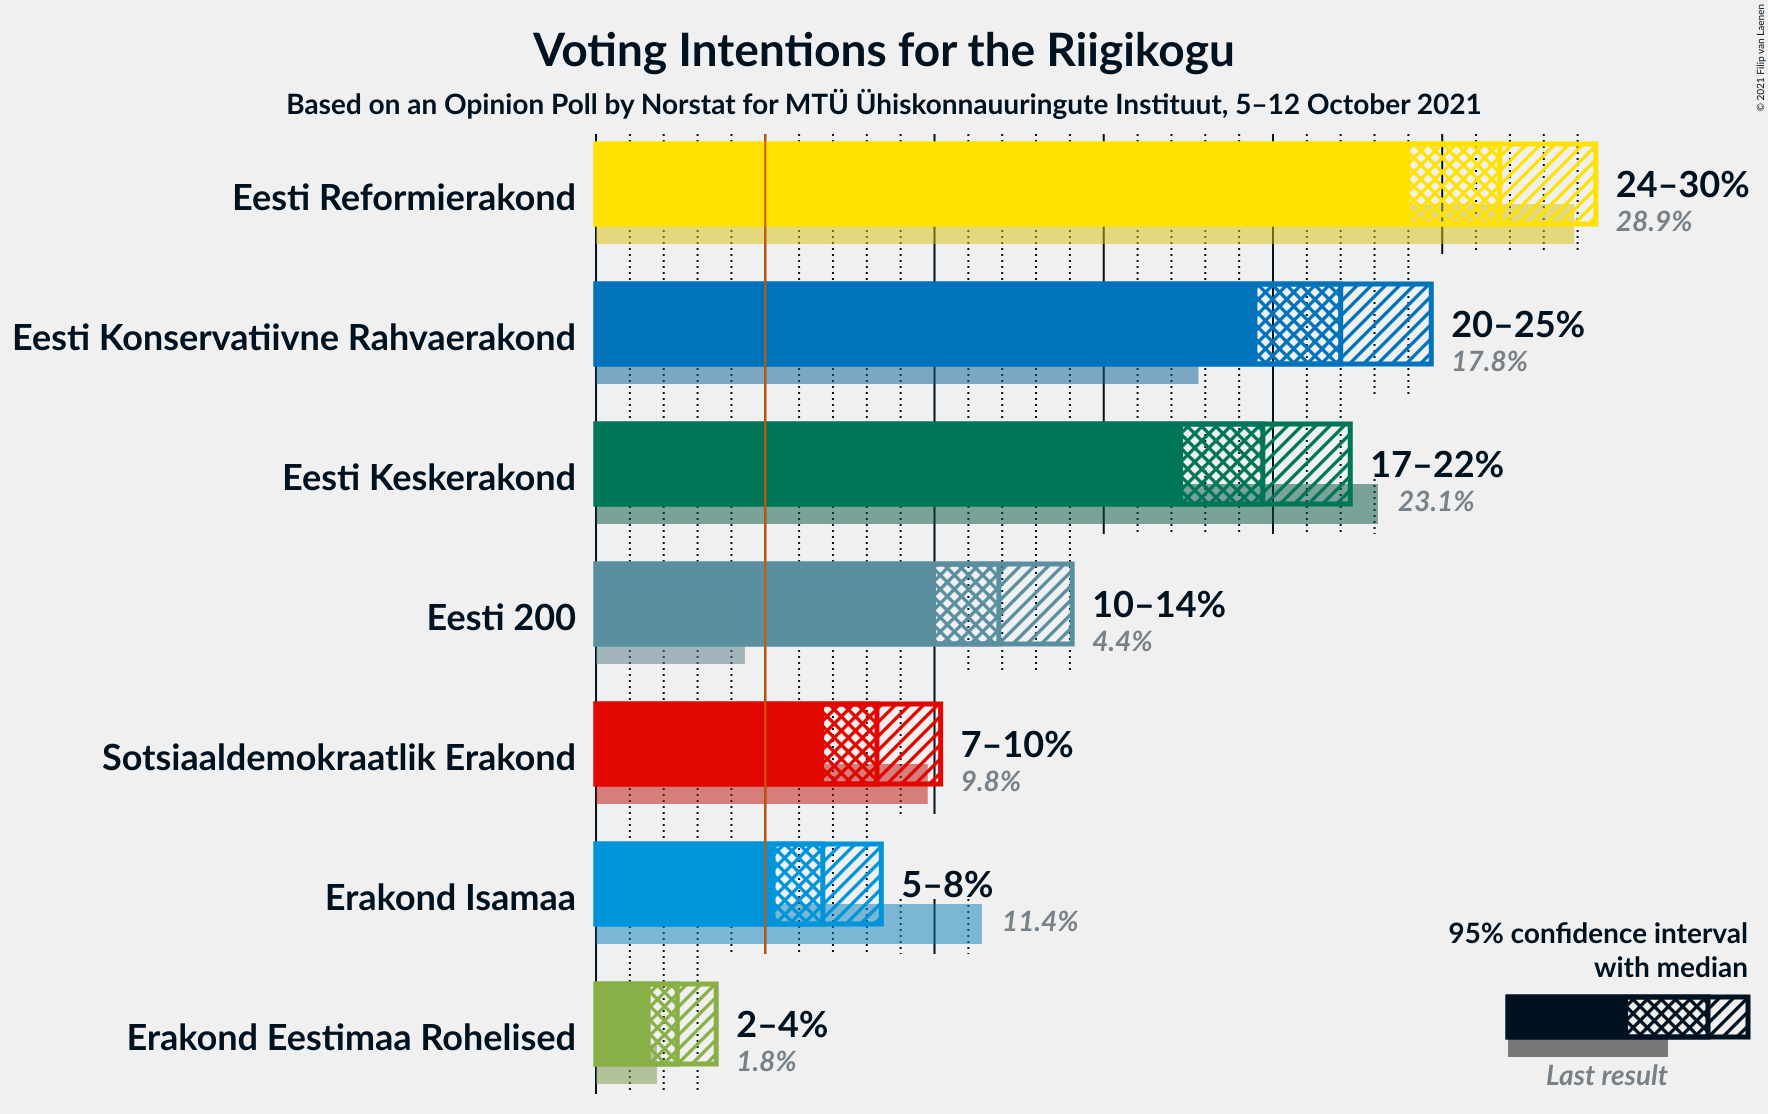 Voting Intentions for the Riigikogu
Based on an Opinion Poll by Norstat for MTÜ Ühiskonnauuringute Instituut, 5–12 October 2021
© 2021 Filip van Laenen
Eesti Reformierakond
24–30%
28.9%
Eesti Konservatiivne Rahvaerakond
20–25%
17.8%
Eesti Keskerakond
17–22%
23.1%
Eesti 200
10–14%
4.4%
Sotsiaaldemokraatlik Erakond
7–10%
9.8%
Erakond Isamaa
5–8%
11.4%
Erakond Eestimaa Rohelised
2–4%
1.8%
95% confidence interval
with median
Last result